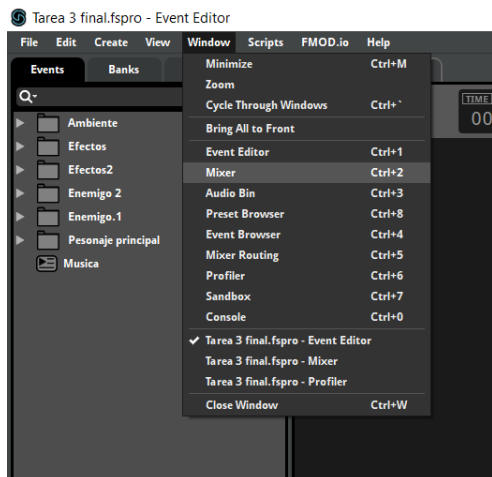 Tarea 3 final.fspro - Event Editor
File Edit Create View Window Scripts FMOD.io Help
Events Banks
Minimize Ctrl+M
Zoom
Cycle Through Windows Ctrl+`
TIME
00
Bring All to Front
Ambiente
Efectos
Efectos2
Enemigo 2
Enemigo.1
Pesonaje principal
Musica
Event Editor Ctrl+1
Mixer Ctrl+2
Audio Bin Ctrl+3
Preset Browser Ctrl+8
Event Browser Ctrl+4
Mixer Routing Ctrl+5
Profiler Ctrl+6
Sandbox Ctrl+7
Console Ctrl+0
Tarea 3 final.fspro - Event Editor
Tarea 3 final.fspro - Mixer
Tarea 3 final.fspro - Profiler
Close Window Ctrl+W